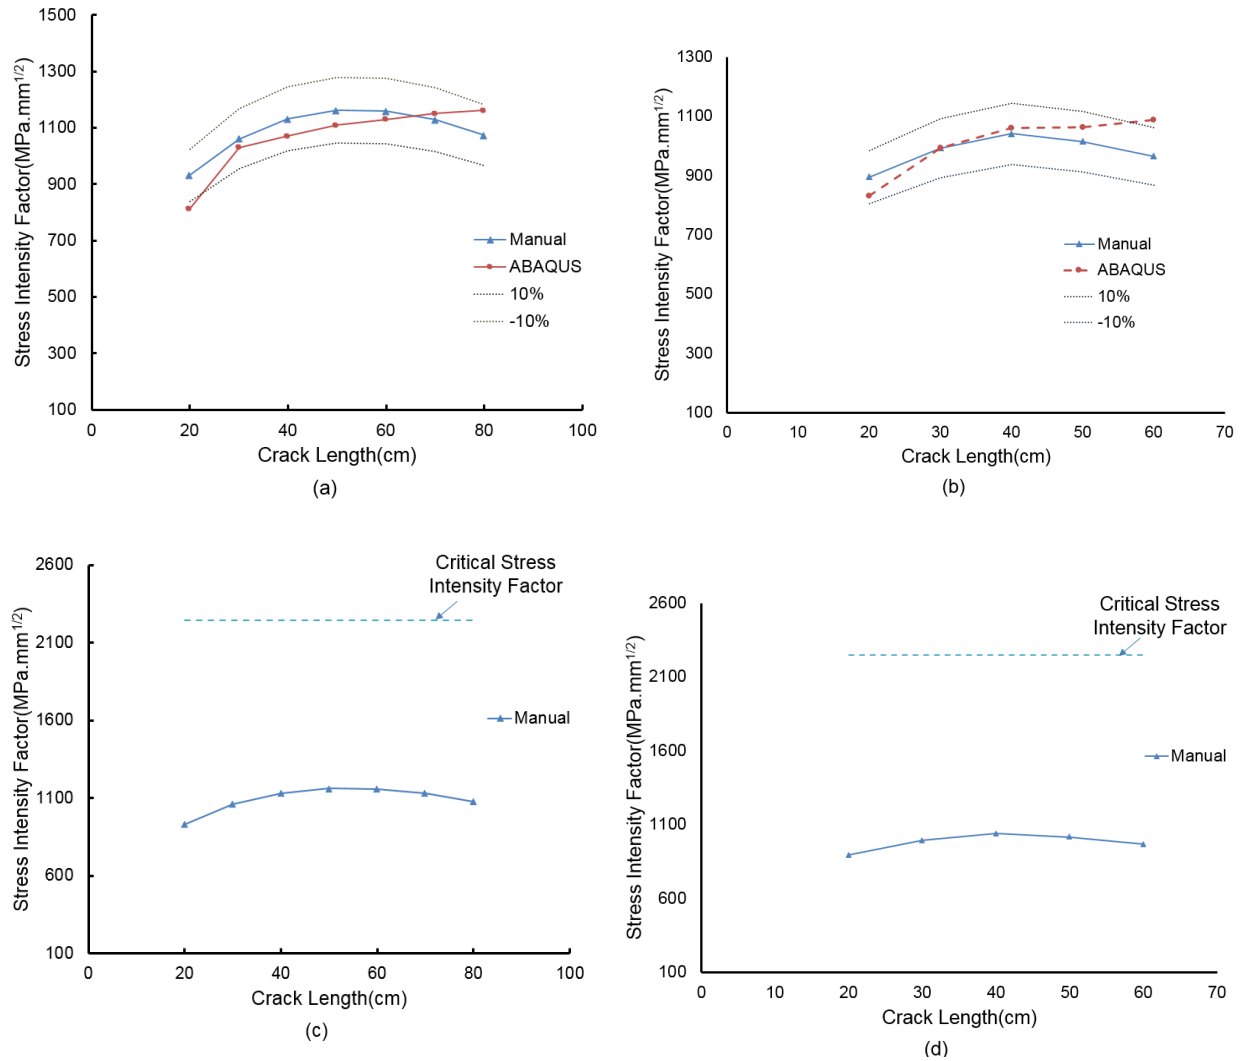 1500
1300
1100
900
700
500
300
100
0
20
40
60
80
100
Stress Intensity Factor(MPa.mm1/2)
Crack Length(cm)
Manual
ABAQUS
10%
-10%
(a)
1300
1100
900
700
500
300
100
0
10
20
30
40
50
60
70
Stress Intensity Factor(MPa.mm1/2)
Crack Length(cm)
Manual
ABAQUS
10%
-10%
(b)
2600
2100
1600
1100
600
100
0
20
40
60
80
100
Stress Intensity Factor(MPa.mm1/2)
Crack Length(cm)
Critical Stress
Intensity Factor
Manual
(c)
2600
2100
1600
1100
600
100
0
10
20
30
40
50
60
70
Stress Intensity Factor(MPa.mm1/2)
Crack Length(cm)
Critical Stress
Intensity Factor
Manual
(d)